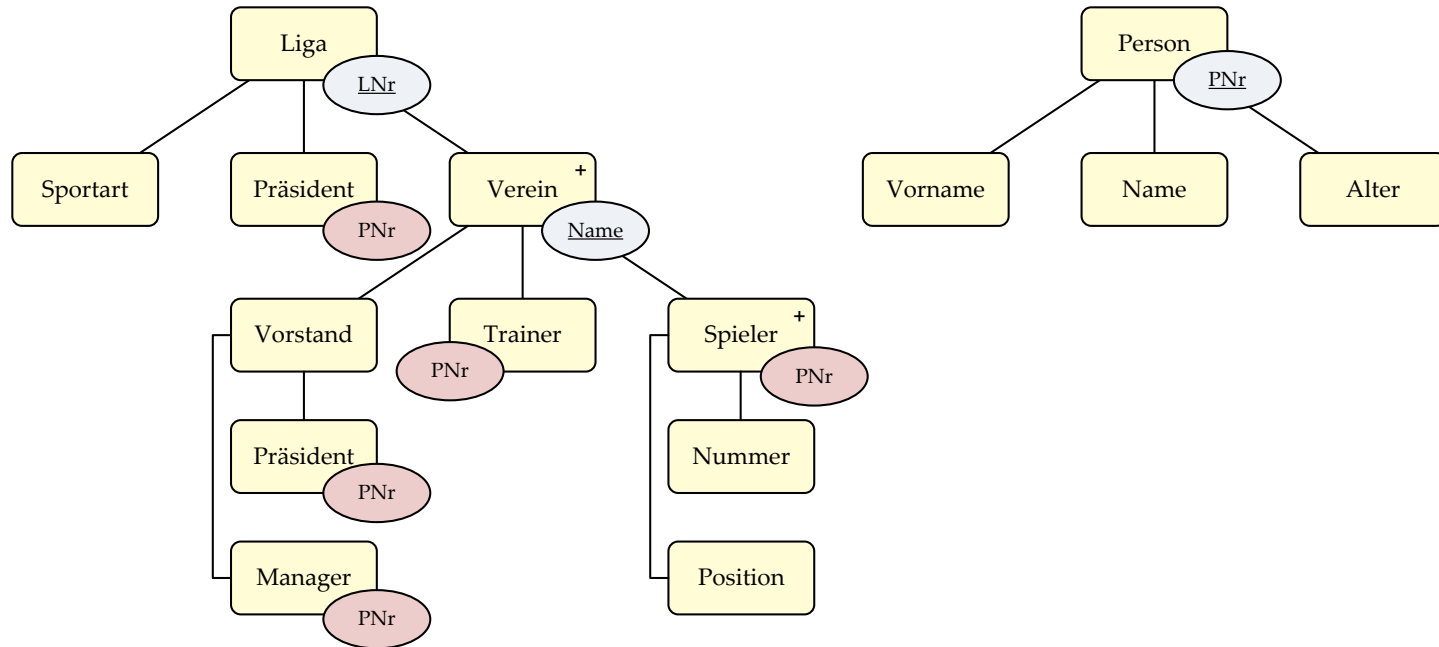 Liga
LNr
Person
PNr
Sportart
Präsident
PNr
Verein +
Name
Vorname
Name
Alter
Vorstand
Trainer
PNr
Spieler +
PNr
Präsident
PNr
Nummer
Manager
PNr
Position